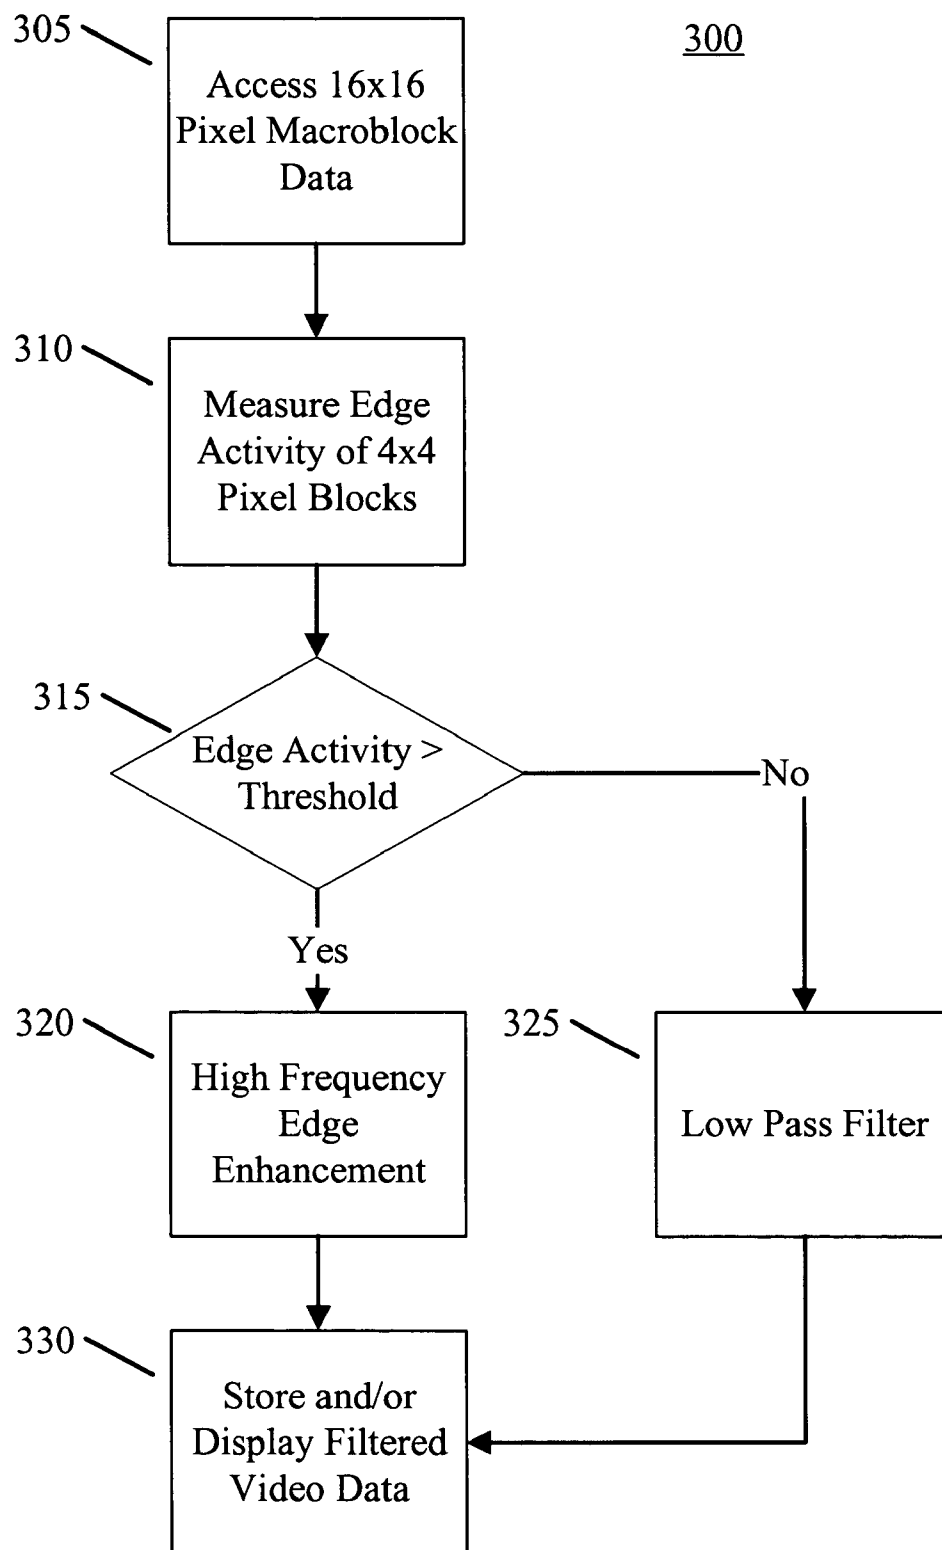 305
300
Access 16x16
Pixel Macroblock
Data
310
Measure Edge
Activity of 4x4
Pixel Blocks
315
Edge Activity >
Threshold
No
Yes
320
High Frequency
Edge
Enhancement
325
Low Pass Filter
330
Store and/or
Display Filtered
Video Data